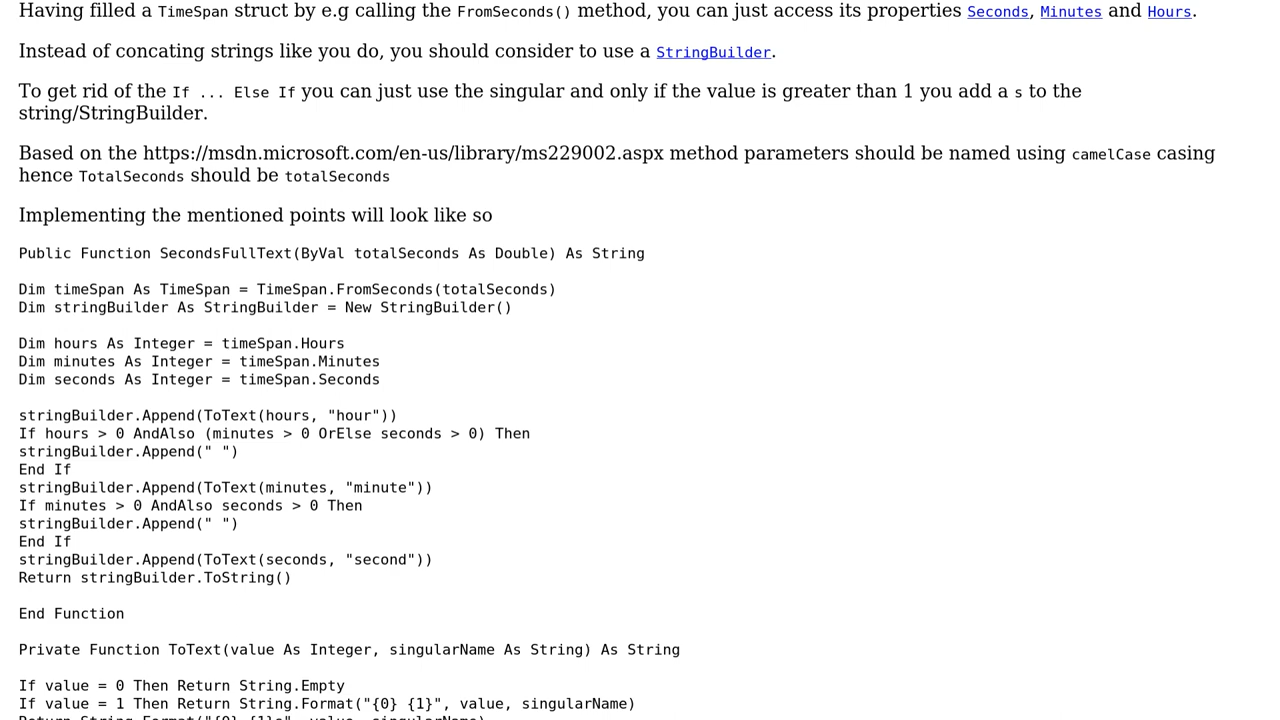 Having filled a TimeSpan struct by e.g calling the FromSeconds() method, you can just access its properties Seconds, Minutes and Hours.
Instead of concating strings like you do, you should consider to use a StringBuilder.
To get rid of the If ... Else If you can just use the singular and only if the value is greater than 1 you add a s to the
string/StringBuilder.
Based on the https://msdn.microsoft.com/en-us/library/ms229002.aspx method parameters should be named using camelCase casing
hence TotalSeconds should be totalSeconds
Implementing the mentioned points will look like so
Public Function SecondsFullText(ByVal totalSeconds As Double) As String
Dim timeSpan As TimeSpan = TimeSpan.FromSeconds(totalSeconds)
Dim stringBuilder As StringBuilder = New StringBuilder()
Dim hours As Integer = timeSpan.Hours
Dim minutes As Integer = timeSpan.Minutes
Dim seconds As Integer = timeSpan.Seconds
stringBuilder.Append(ToText(hours, "hour"))
If hours > 0 AndAlso (minutes > 0 OrElse seconds > 0) Then
stringBuilder.Append(" ")
End If
stringBuilder.Append(ToText(minutes, "minute"))
If minutes > 0 AndAlso seconds > 0 Then
stringBuilder.Append(" ")
End If
stringBuilder.Append(ToText(seconds, "second"))
Return stringBuilder.ToString()
End Function
Private Function ToText(value As Integer, singularName As String) As String
If value = 0 Then Return String.Empty
If value = 1 Then Return String.Format("{0} {1}", value, singularName)
Return String.Format("{0} {1}s", value, singularName)